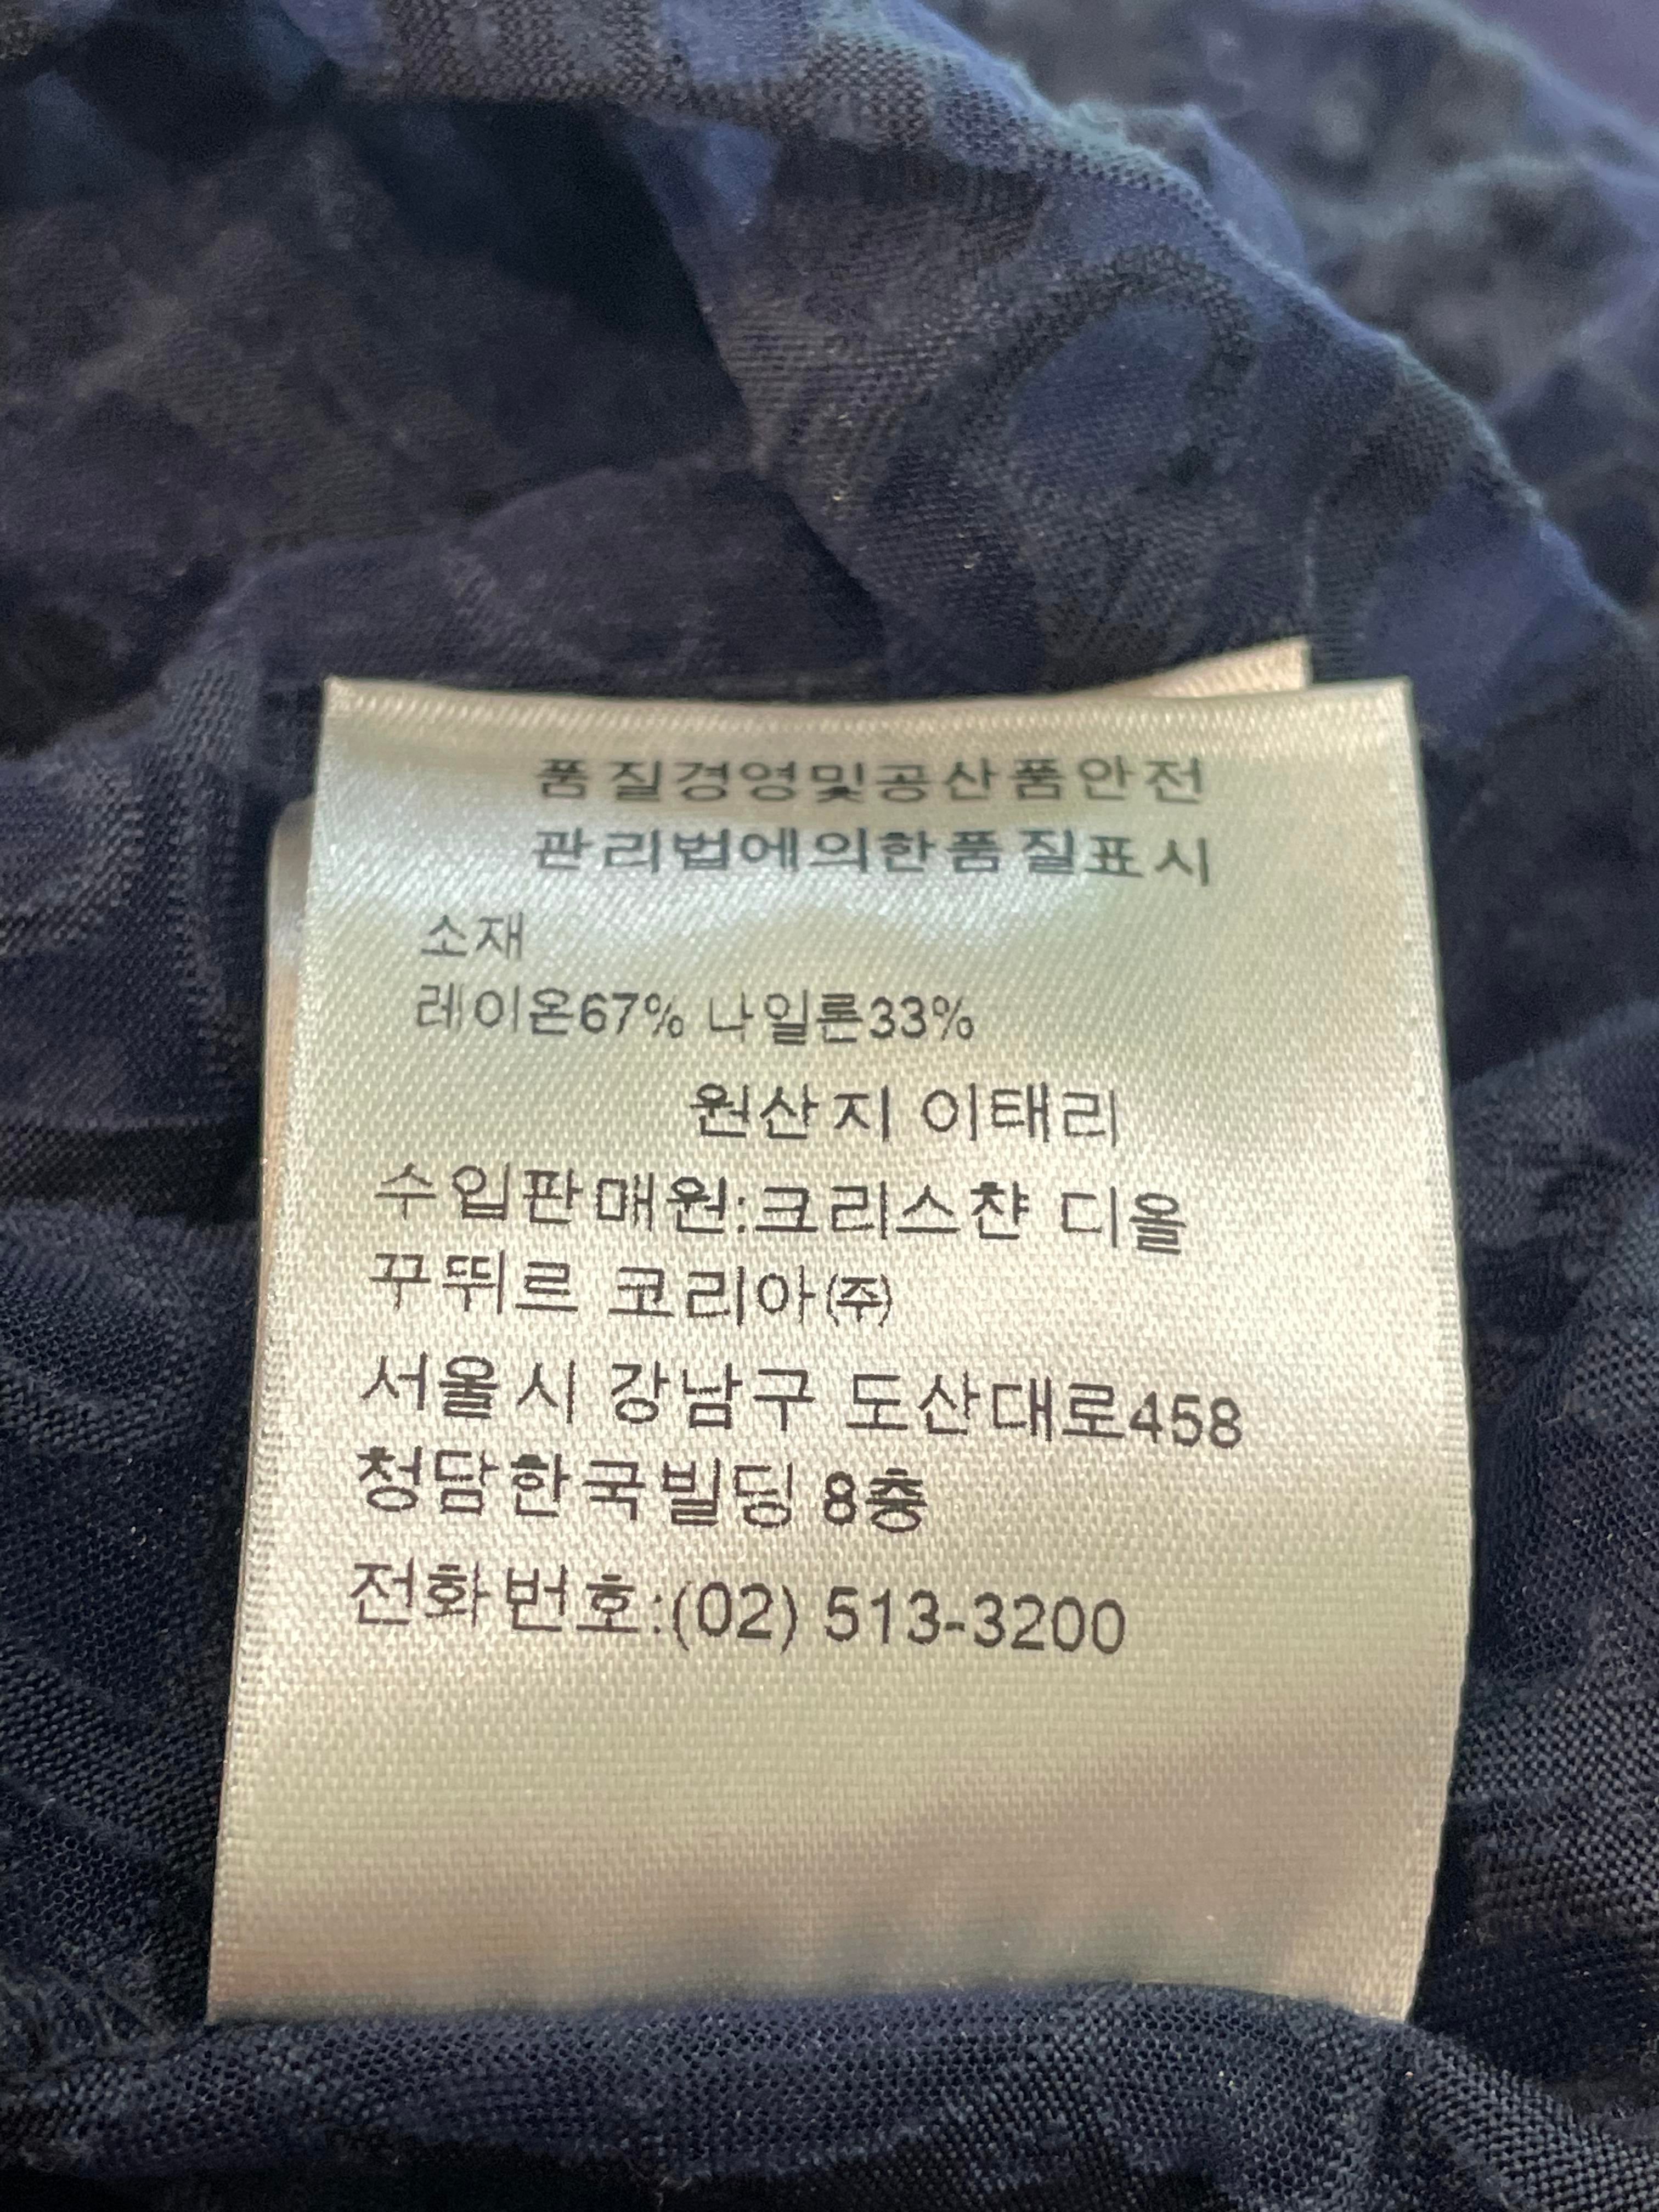 품질경영및공산품안전
관리법에의한품질표시
소재
레이온67% 나일론33%
원산지 이태리
수입판매원:크리스챤 디올
꾸뛰르 코리아㈜
서울시 강남구 도산대로458
청담한국빌딩 8층
전화번호:(02) 513-3200